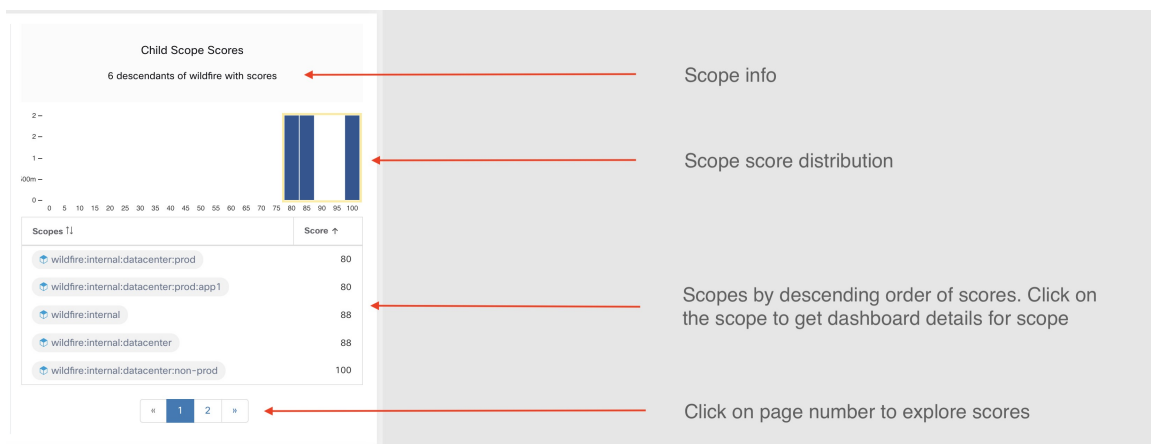 Child Scope Scores
6 descendants of wildfire with scores
Scope info
2
2
1
500m
0
0 5 10 15 20 25 30 35 40 45 50 55 60 65 70 75 80 85 90 95 100
Scope score distribution
Scopes ↑↓ Score ↑
wildfire:internal:datacenter:prod 80
wildfire:internal:datacenter:prod:app1 80
wildfire:internal 88
wildfire:internal:datacenter 88
wildfire:internal:datacenter:non-prod 100
Scopes by descending order of scores. Click on
the scope to get dashboard details for scope
« 1 2 »
Click on page number to explore scores